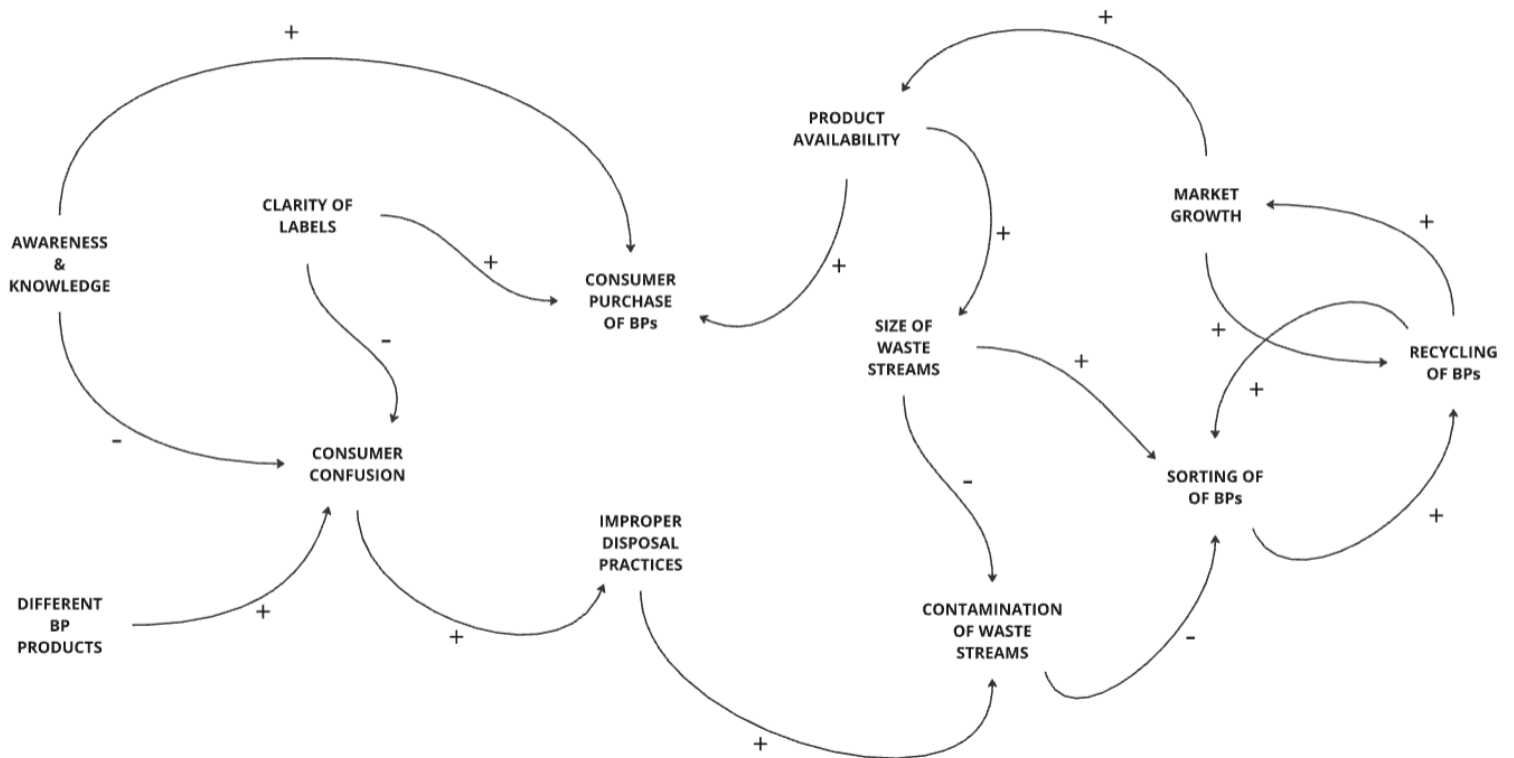 +
+
PRODUCT
AVAILABILITY
MARKET
GROWTH
+
CLARITY OF
LABELS
+
AWARENESS
&
KNOWLEDGE
+
+
CONSUMER
PURCHASE
OF BPs
SIZE OF
WASTE
STREAMS
-
+
+
RECYCLING
OF BPs
+
-
CONSUMER
CONFUSION
-
SORTING OF
OF BPs
+
IMPROPER
DISPOSAL
PRACTICES
DIFFERENT
BP
PRODUCTS
+
+
CONTAMINATION
OF WASTE
STREAMS
-
+